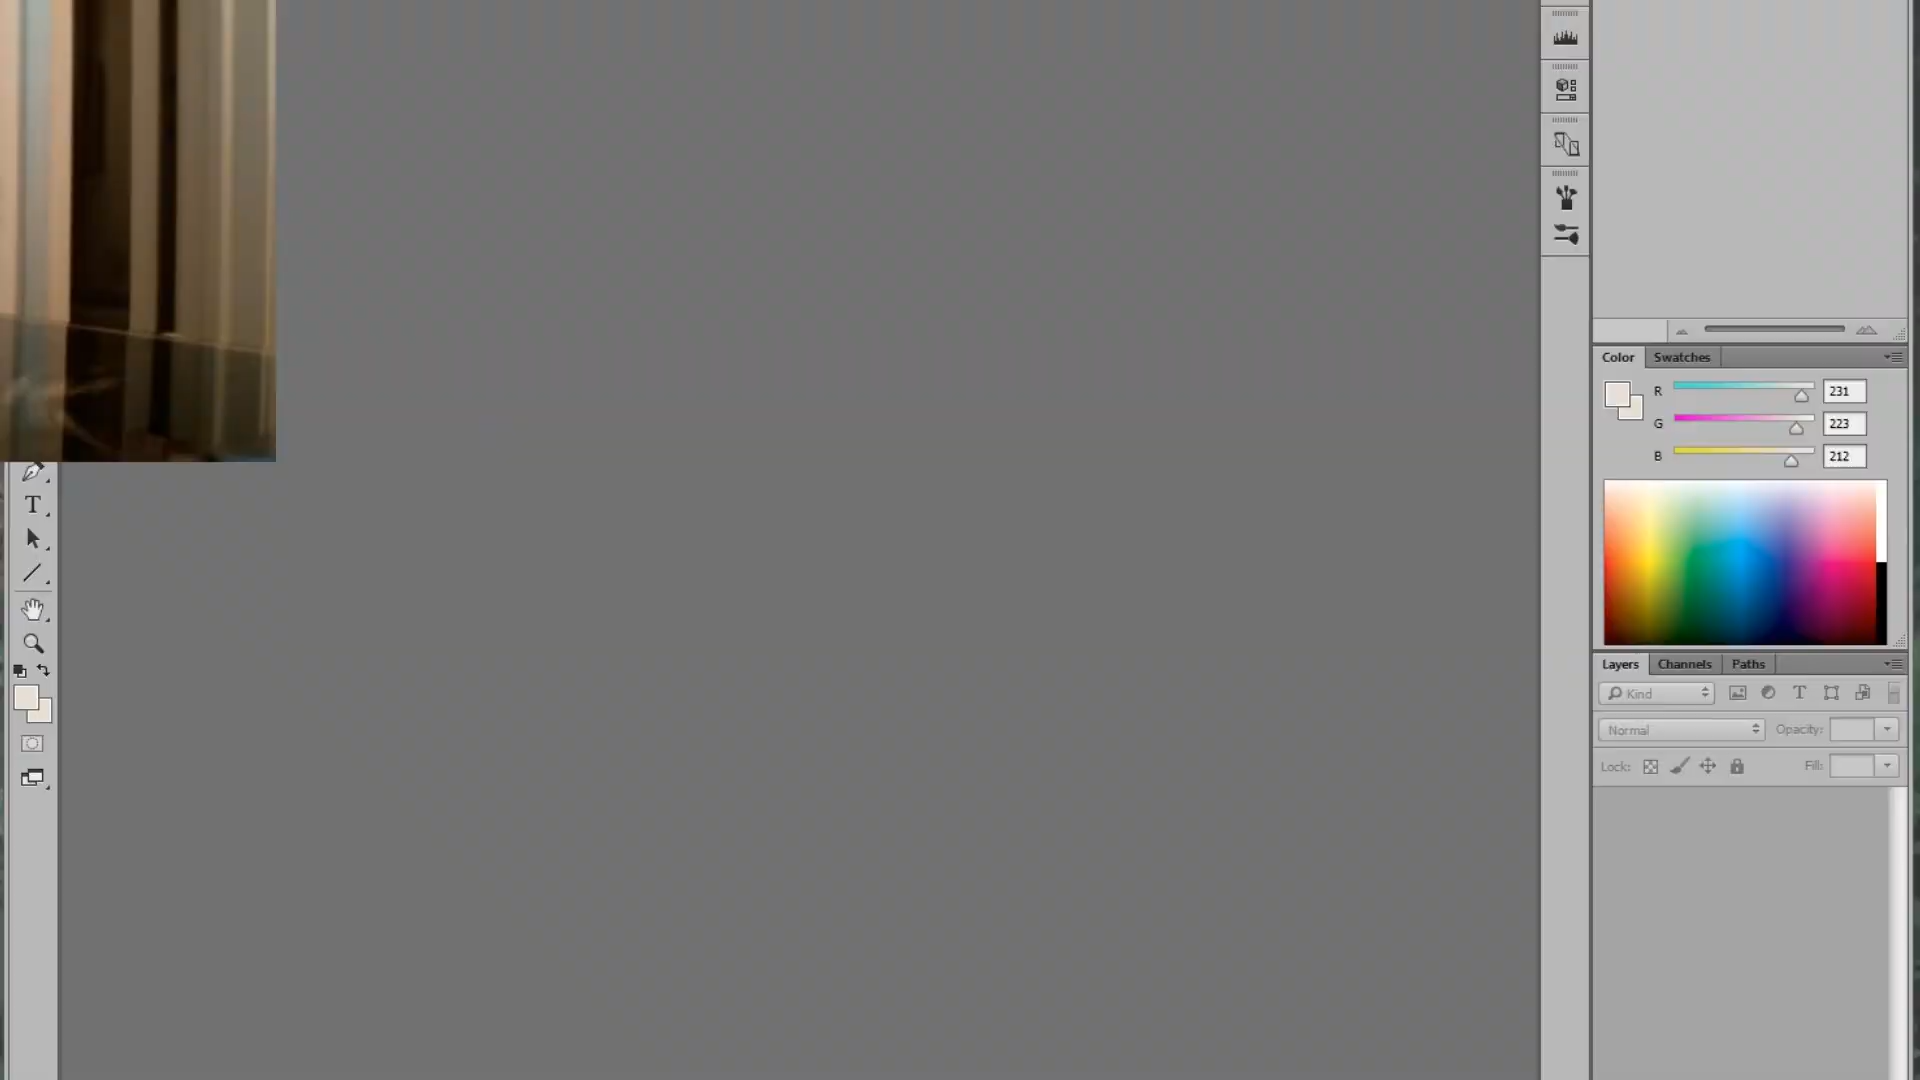 Color Swatches
R 231
G 223
B 212
T
Layers Channels Paths
Kind T
Normal Opacity:
Lock: Fill: